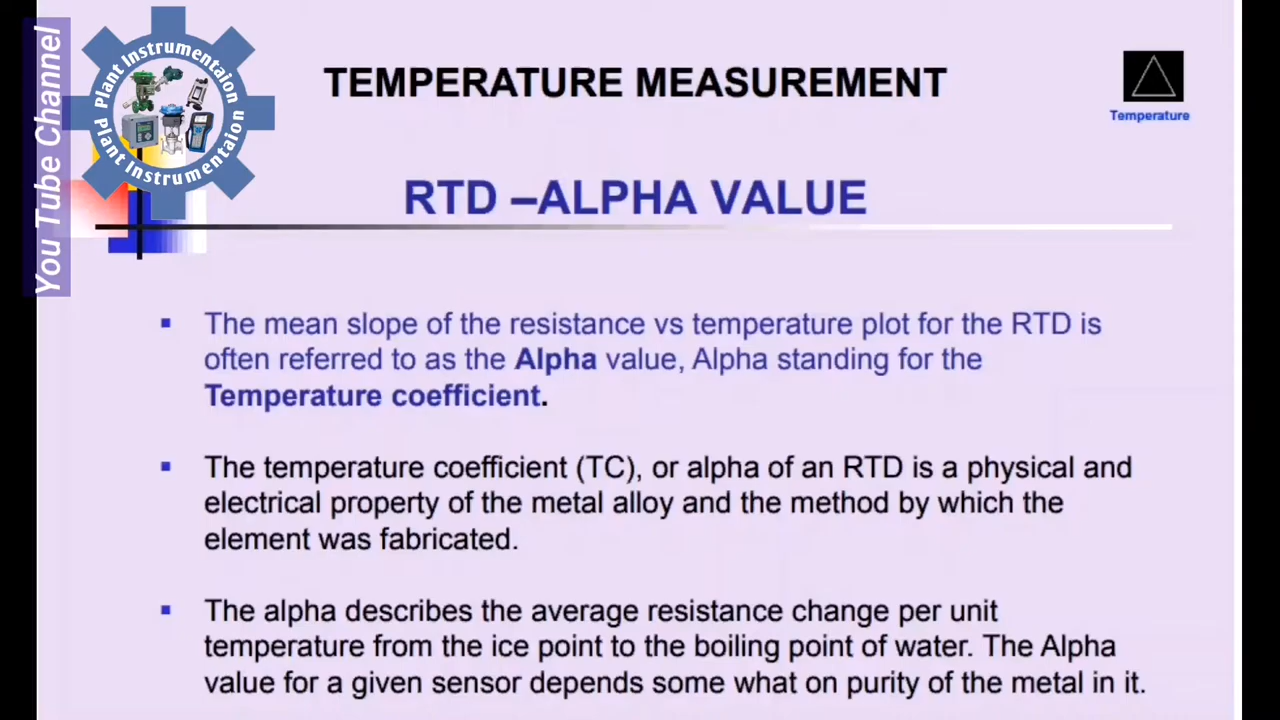 You Tube Channel
Plant Instrumentaion
Plant Instrumentaion
TEMPERATURE MEASUREMENT
Temperature
RTD –ALPHA VALUE
▪ The mean slope of the resistance vs temperature plot for the RTD is
often referred to as the Alpha value, Alpha standing for the
Temperature coefficient.
▪ The temperature coefficient (TC), or alpha of an RTD is a physical and
electrical property of the metal alloy and the method by which the
element was fabricated.
▪ The alpha describes the average resistance change per unit
temperature from the ice point to the boiling point of water. The Alpha
value for a given sensor depends some what on purity of the metal in it.